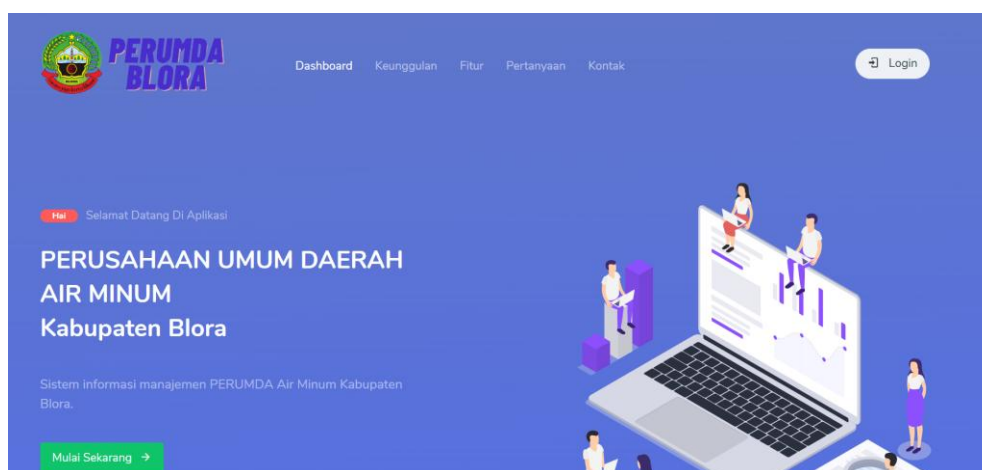 PERUMDA
BLORA
Dashboard Keunggulan Fitur Pertanyaan Kontak
Login
Hai Selamat Datang Di Aplikasi
PERUSAHAAN UMUM DAERAH
AIR MINUM
Kabupaten Blora
Sistem informasi manajemen PERUMDA Air Minum Kabupaten
Blora.
Mulai Sekarang →